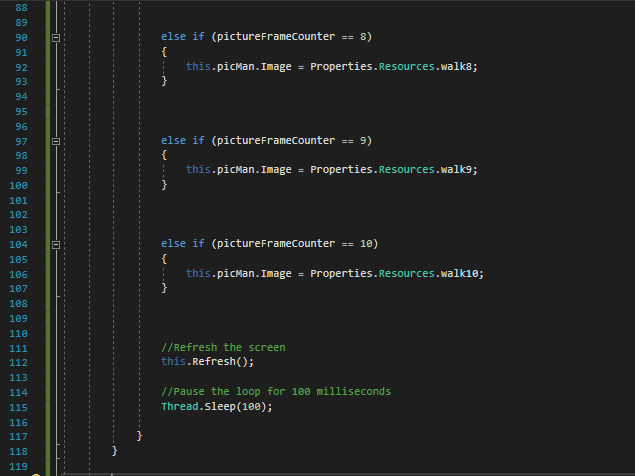 88
89
90 else if (pictureFrameCounter == 8)
91 {
92 this.picMan.Image = Properties.Resources.walk8;
93 }
94
95
96
97 else if (pictureFrameCounter == 9)
98 {
99 this.picMan.Image = Properties.Resources.walk9;
100 }
101
102
103
104 else if (pictureFrameCounter == 10)
105 {
106 this.picMan.Image = Properties.Resources.walk10;
107 }
108
109
110
111 //Refresh the screen
112 this.Refresh();
113
114 //Pause the loop for 100 milliseconds
115 Thread.Sleep(100);
116
117 }
118 }
119